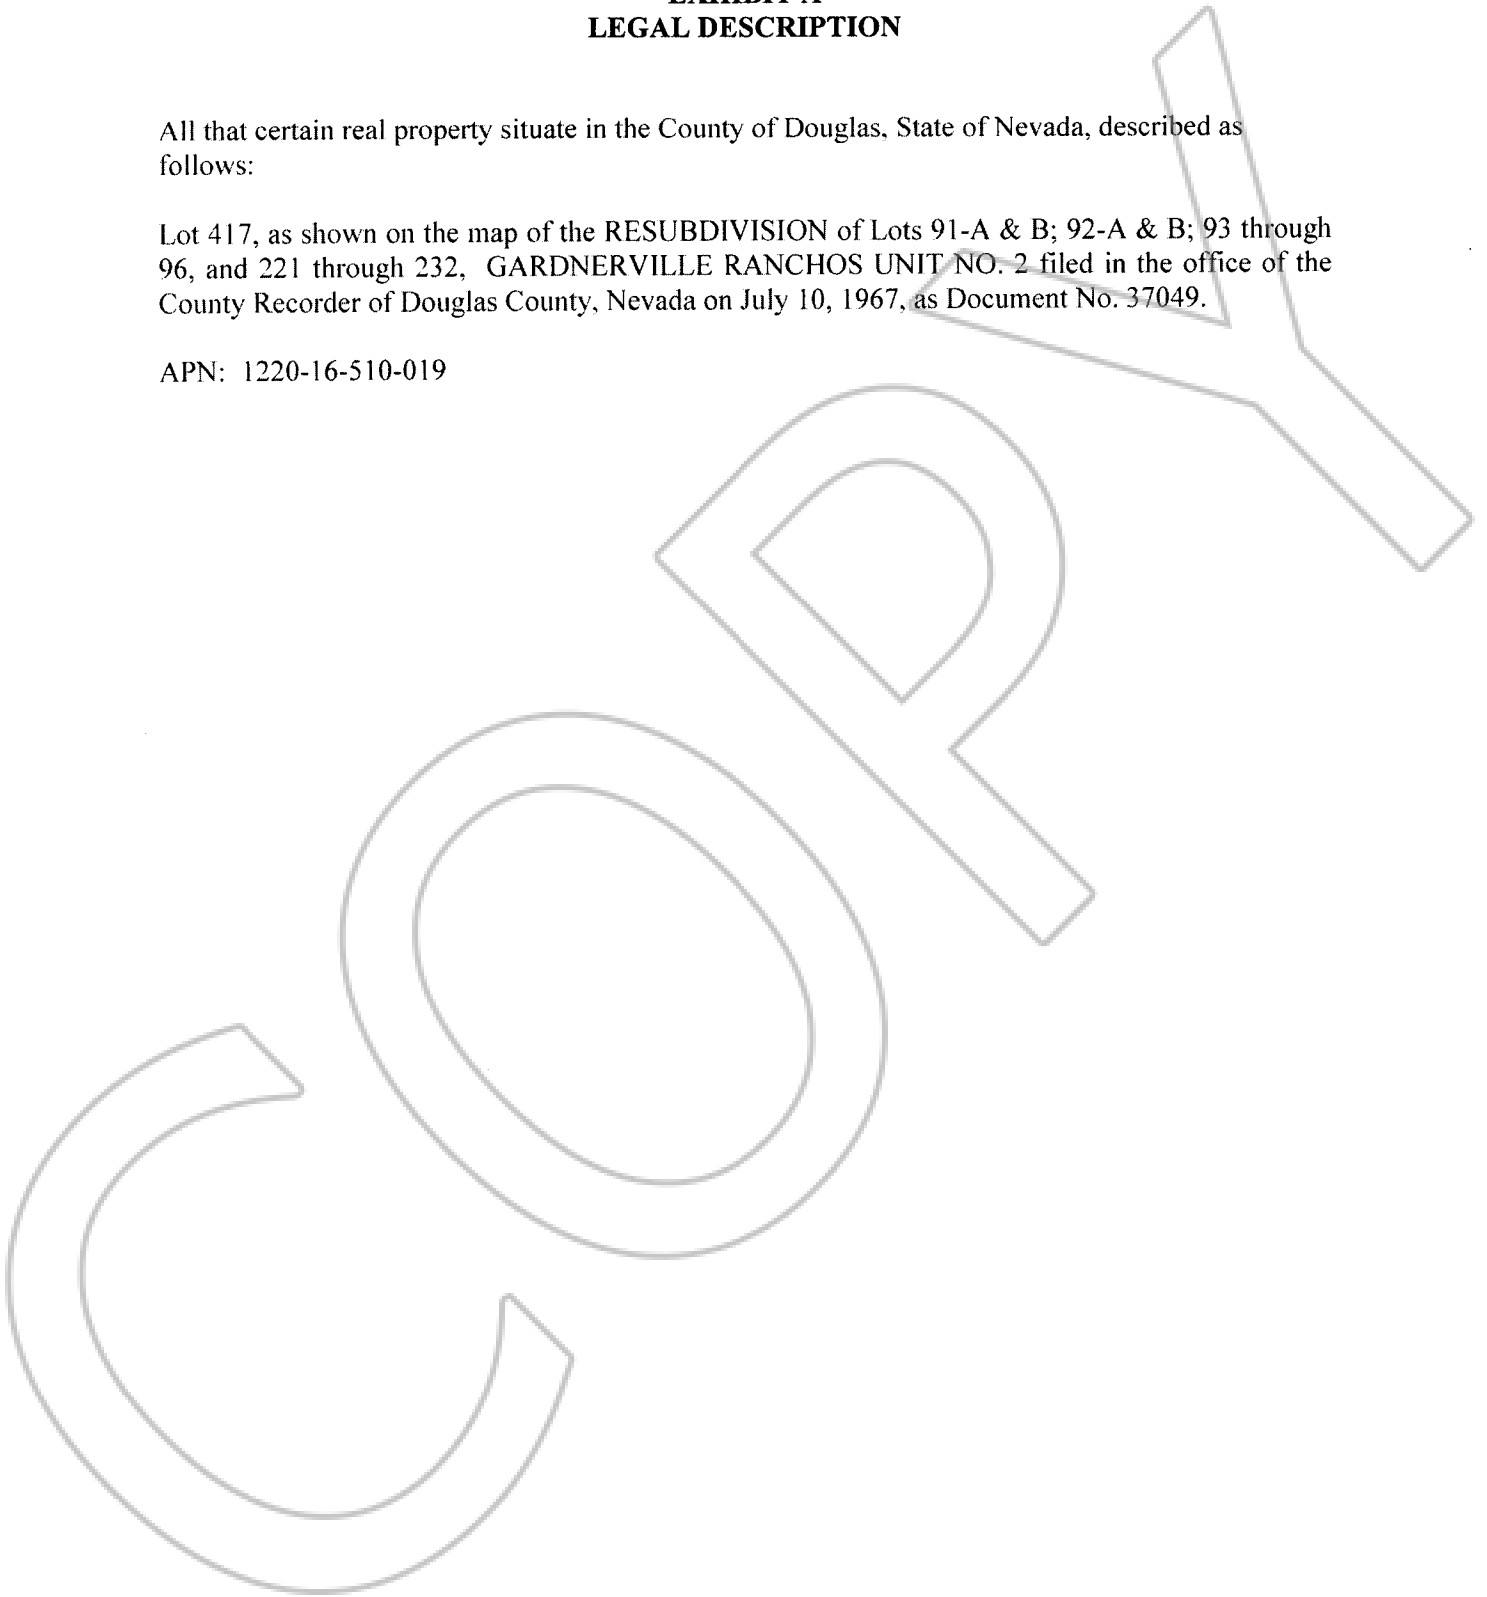 EXHIBIT A
LEGAL DESCRIPTION
All that certain real property situate in the County of Douglas, State of Nevada, described as
follows:
Lot 417, as shown on the map of the RESUBDIVISION of Lots 91-A & B; 92-A & B; 93 through
96, and 221 through 232, GARDNERVILLE RANCHOS UNIT NO. 2 filed in the office of the
County Recorder of Douglas County, Nevada on July 10, 1967, as Document No. 37049.
APN: 1220-16-510-019
COPY